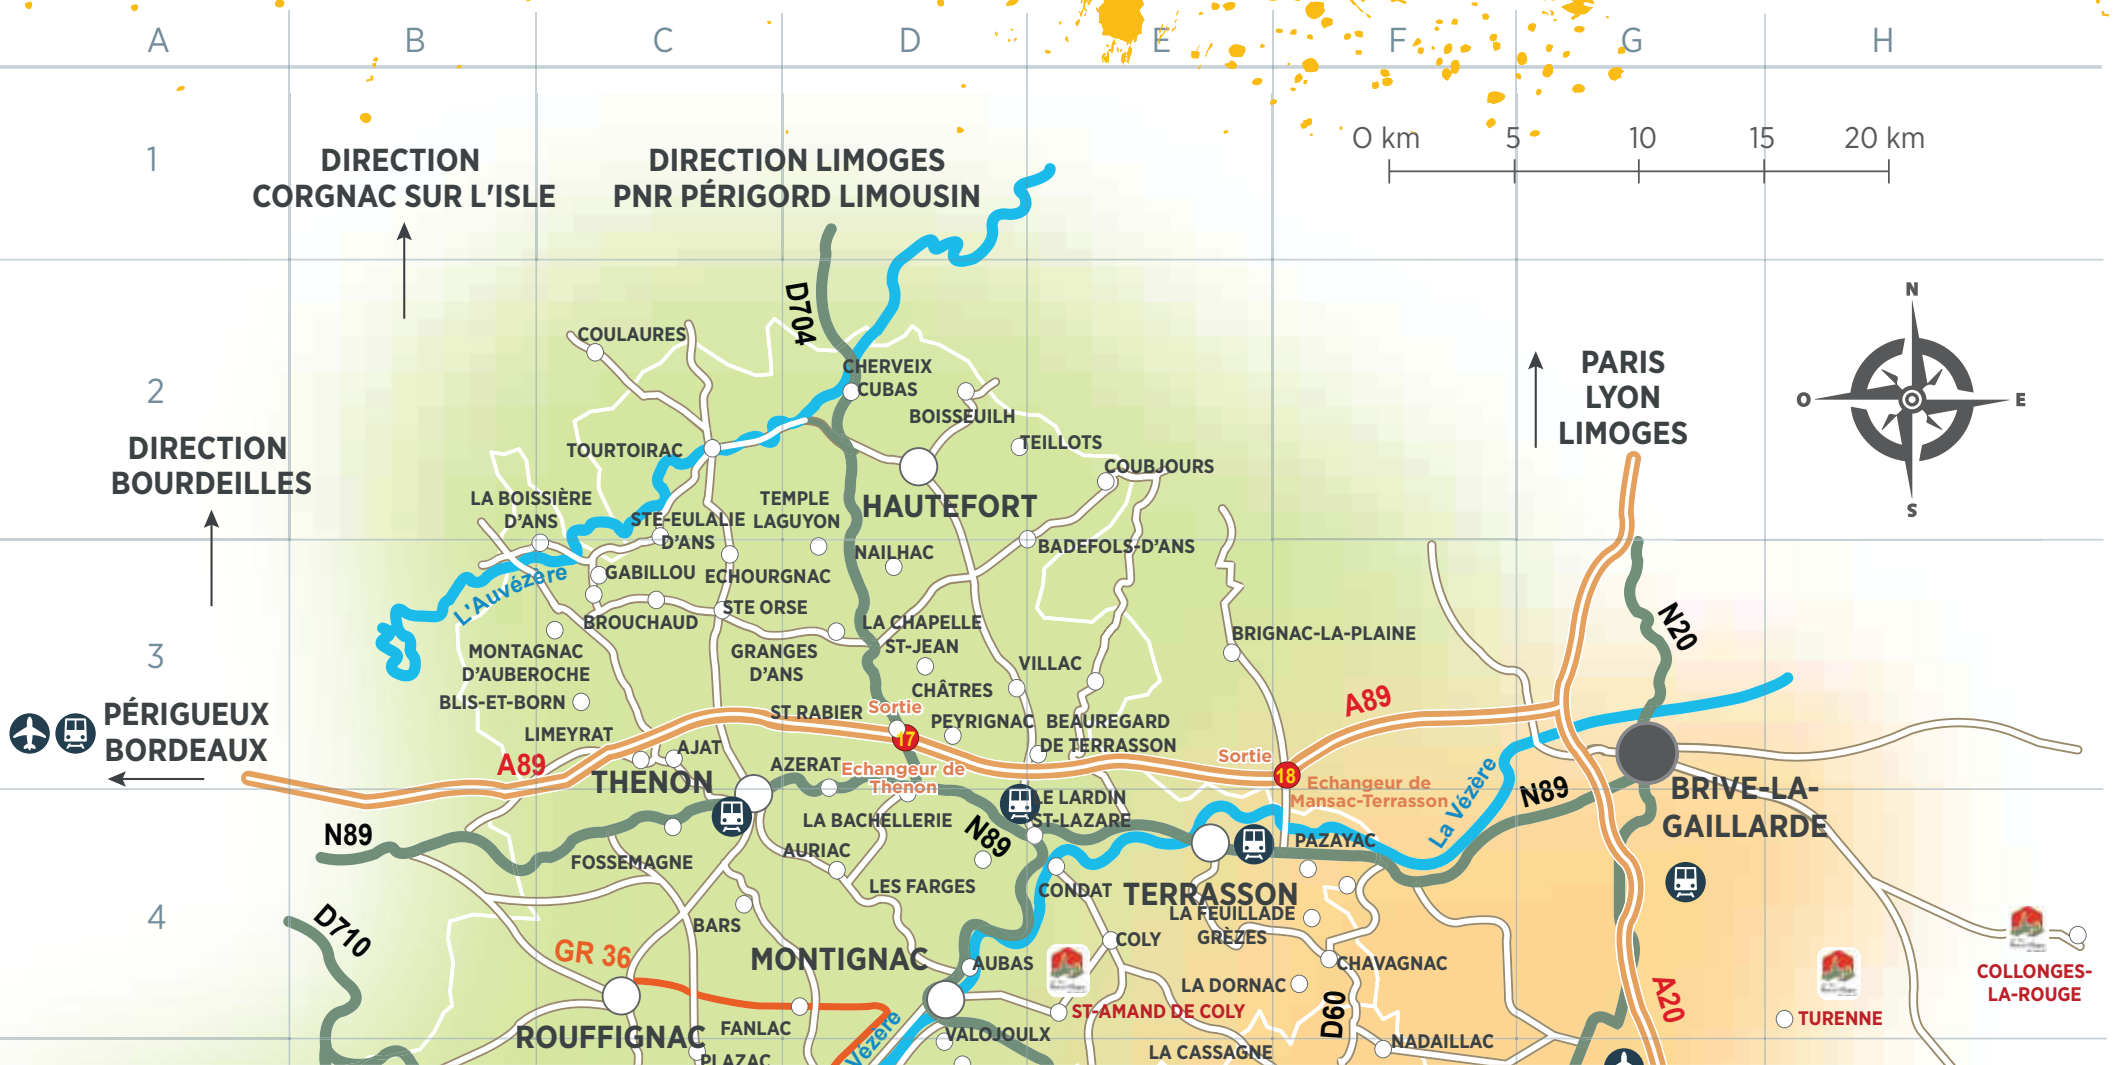 A B C D E F G H
1
2
3
4
O km 5 10 15 20 km
DIRECTION
CORGNAC SUR L'ISLE
DIRECTION LIMOGES
PNR PÉRIGORD LIMOUSIN
DIRECTION
BOURDEILLES
PARIS
LYON
LIMOGES
N
O
E
S
D704
COULAURES
CHERVEIX
CUBAS
BOISSEUILH
TOURTOIRAC
TEILLOTS
COUBJOURS
HAUTEFORT
LA BOISSIÈRE
D'ANS
STE-EULALIE
D'ANS
TEMPLE
LAGUYON
NAILHAC
BADEFOLS-D'ANS
L'Auvézère
GABILLOU
ECHOURGNAC
BROUCHAUD
STE ORSE
LA CHAPELLE
ST-JEAN
MONTAGNAC
D'AUBEROCHE
GRANGES
D'ANS
VILLAC
BRIGNAC-LA-PLAINE
N20
BLIS-ET-BORN
CHÂTRES
PÉRIGUEUX
BORDEAUX
LIMEYRAT
ST RABIER
Sortie
17
PEYRIGNAC
BEAUREGARD
DE TERRASSON
A89
A89
AJAT
THENON
AZERAT
Echangeur de
Thenon
Sortie
18
Echangeur de
Mansac-Terrasson
La Vézère
N89
BRIVE-LA-
GAILLARDE
N89
LE LARDIN
ST-LAZARE
LA BACHELLERIE
N89
PAZAYAC
FOSSEMAGNE
AURIAC
LES FARGES
CONDAT
TERRASSON
LA FEUILLADE
GRÈZES
D710
BARS
GR 36
MONTIGNAC
AUBAS
COLY
CHAVAGNAC
LA DORNAC
D60
A20
COLLONGES-
LA-ROUGE
TURENNE
ST-AMAND DE COLY
ROUFFIGNAC
FANLAC
VALOJOULX
Vézère
NADAILLAC
LA CASSAGNE
PLAZAC